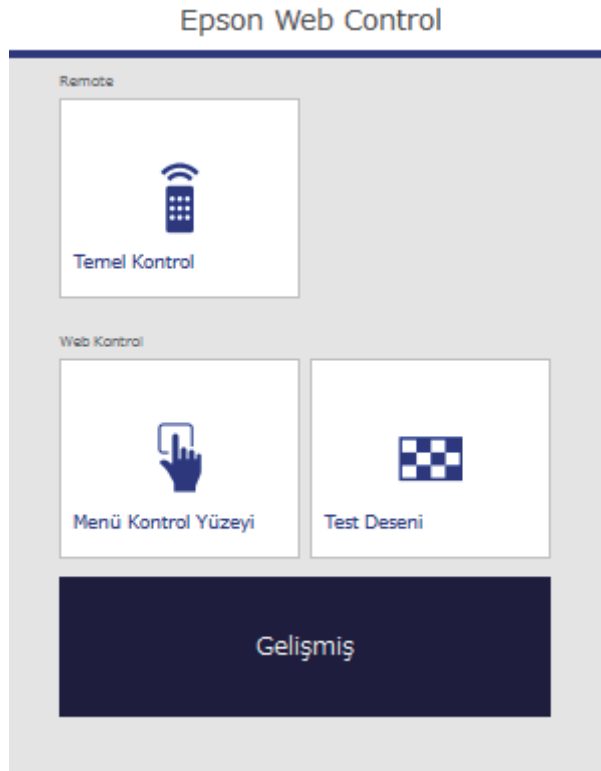 Epson Web Control
Remote
Temel Kontrol
Web Kontrol
Menü Kontrol Yüzeyi
Test Deseni
Gelişmiş